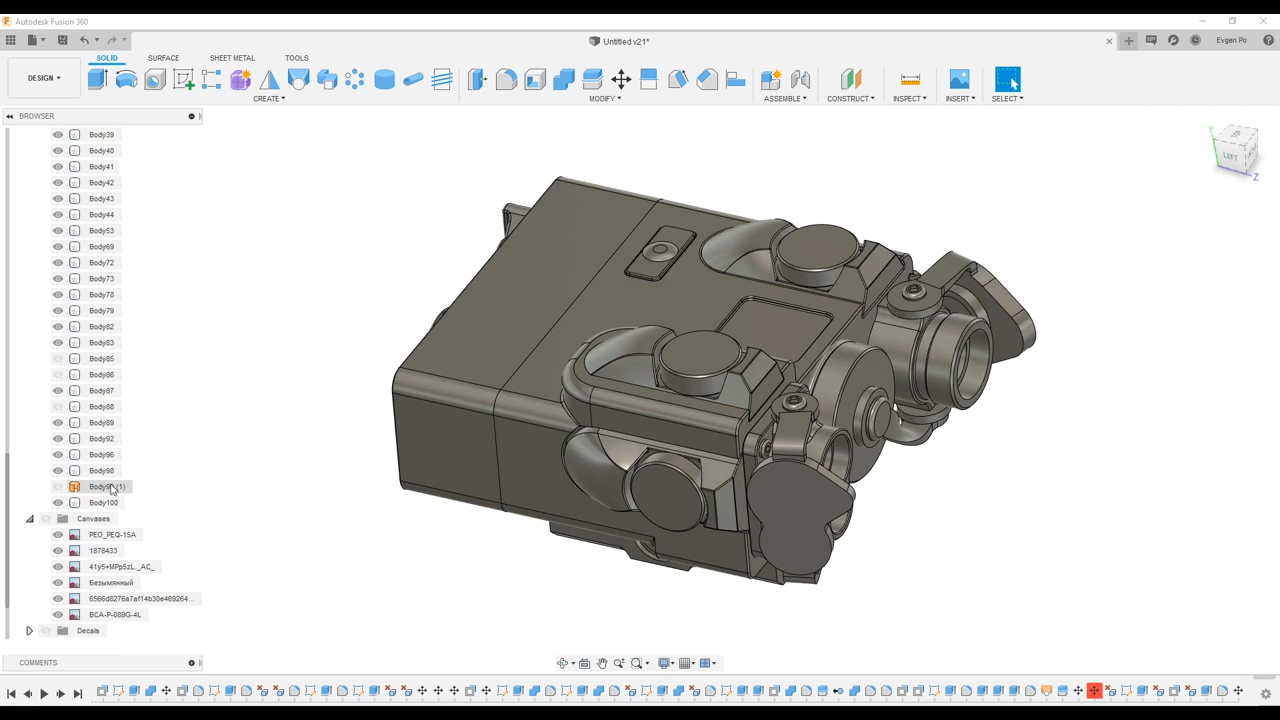 Autodesk Fusion 360
Untitled v21*
Evgen Po
SOLID SURFACE SHEET METAL TOOLS
DESIGN
CREATE MODIFY ASSEMBLE CONSTRUCT INSPECT INSERT SELECT
BROWSER
Body39
Body40
Body41
Body42
Body43
Body44
Body53
Body69
Body72
Body73
Body78
Body79
Body82
Body83
Body85
Body86
Body87
Body88
Body89
Body92
Body96
Body98
(1)
Body100
Canvases
PEO_PEQ-15A
1878433
41y5+MPp5zL._AC_
Безымянный
6566d8276a7af14b30e469264...
BCA-P-089G-4L
Decals
COMMENTS
Y
LEFT
Z